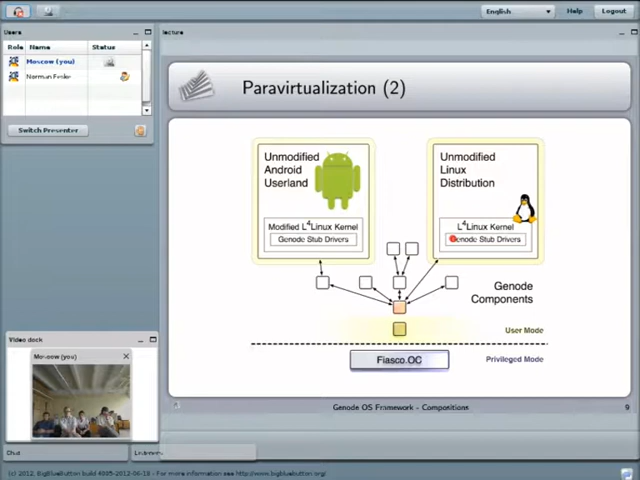 English
Help
Logout
Users
Role Name Status
Moscow (you)
Norman Feske
Switch Presenter
lecture
Paravirtualization (2)
Unmodified
Android
Userland
Modified L4Linux Kernel
Genode Stub Drivers
Unmodified
Linux
Distribution
L4Linux Kernel
Genode Stub Drivers
Genode
Components
User Mode
Fiasco.OC
Privileged Mode
Genode OS Framework - Compositions
9
Video dock
Moscow (you)
Chat
Listeners
(c) 2012. BigBlueButton build 4005-2012-06-18 - For more information see http://www.bigbluebutton.org/